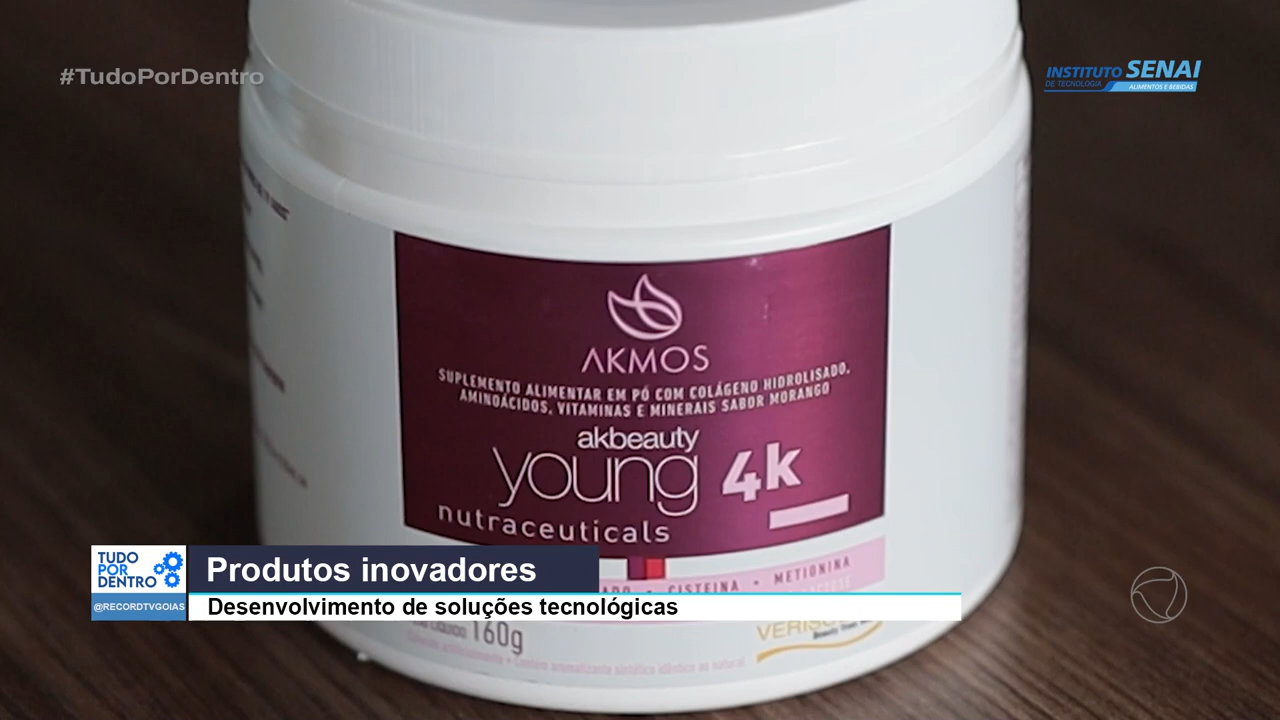 #TudoPorDentro
INSTITUTO SENAI
DE TECNOLOGIA
ALIMENTOS E BEBIDAS
AKMOS
SUPLEMENTO ALIMENTAR EM PÓ COM COLÁGENO HIDROLISADO,
AMINOÁCIDOS, VITAMINAS E MINERAIS SABOR MORANGO
akbeauty
young 4k
nutraceuticals
CISTEINA • METIONINA
TUDO
POR
DENTRO
@RECORDTVGOIAS
Produtos inovadores
Desenvolvimento de soluções tecnológicas
160g